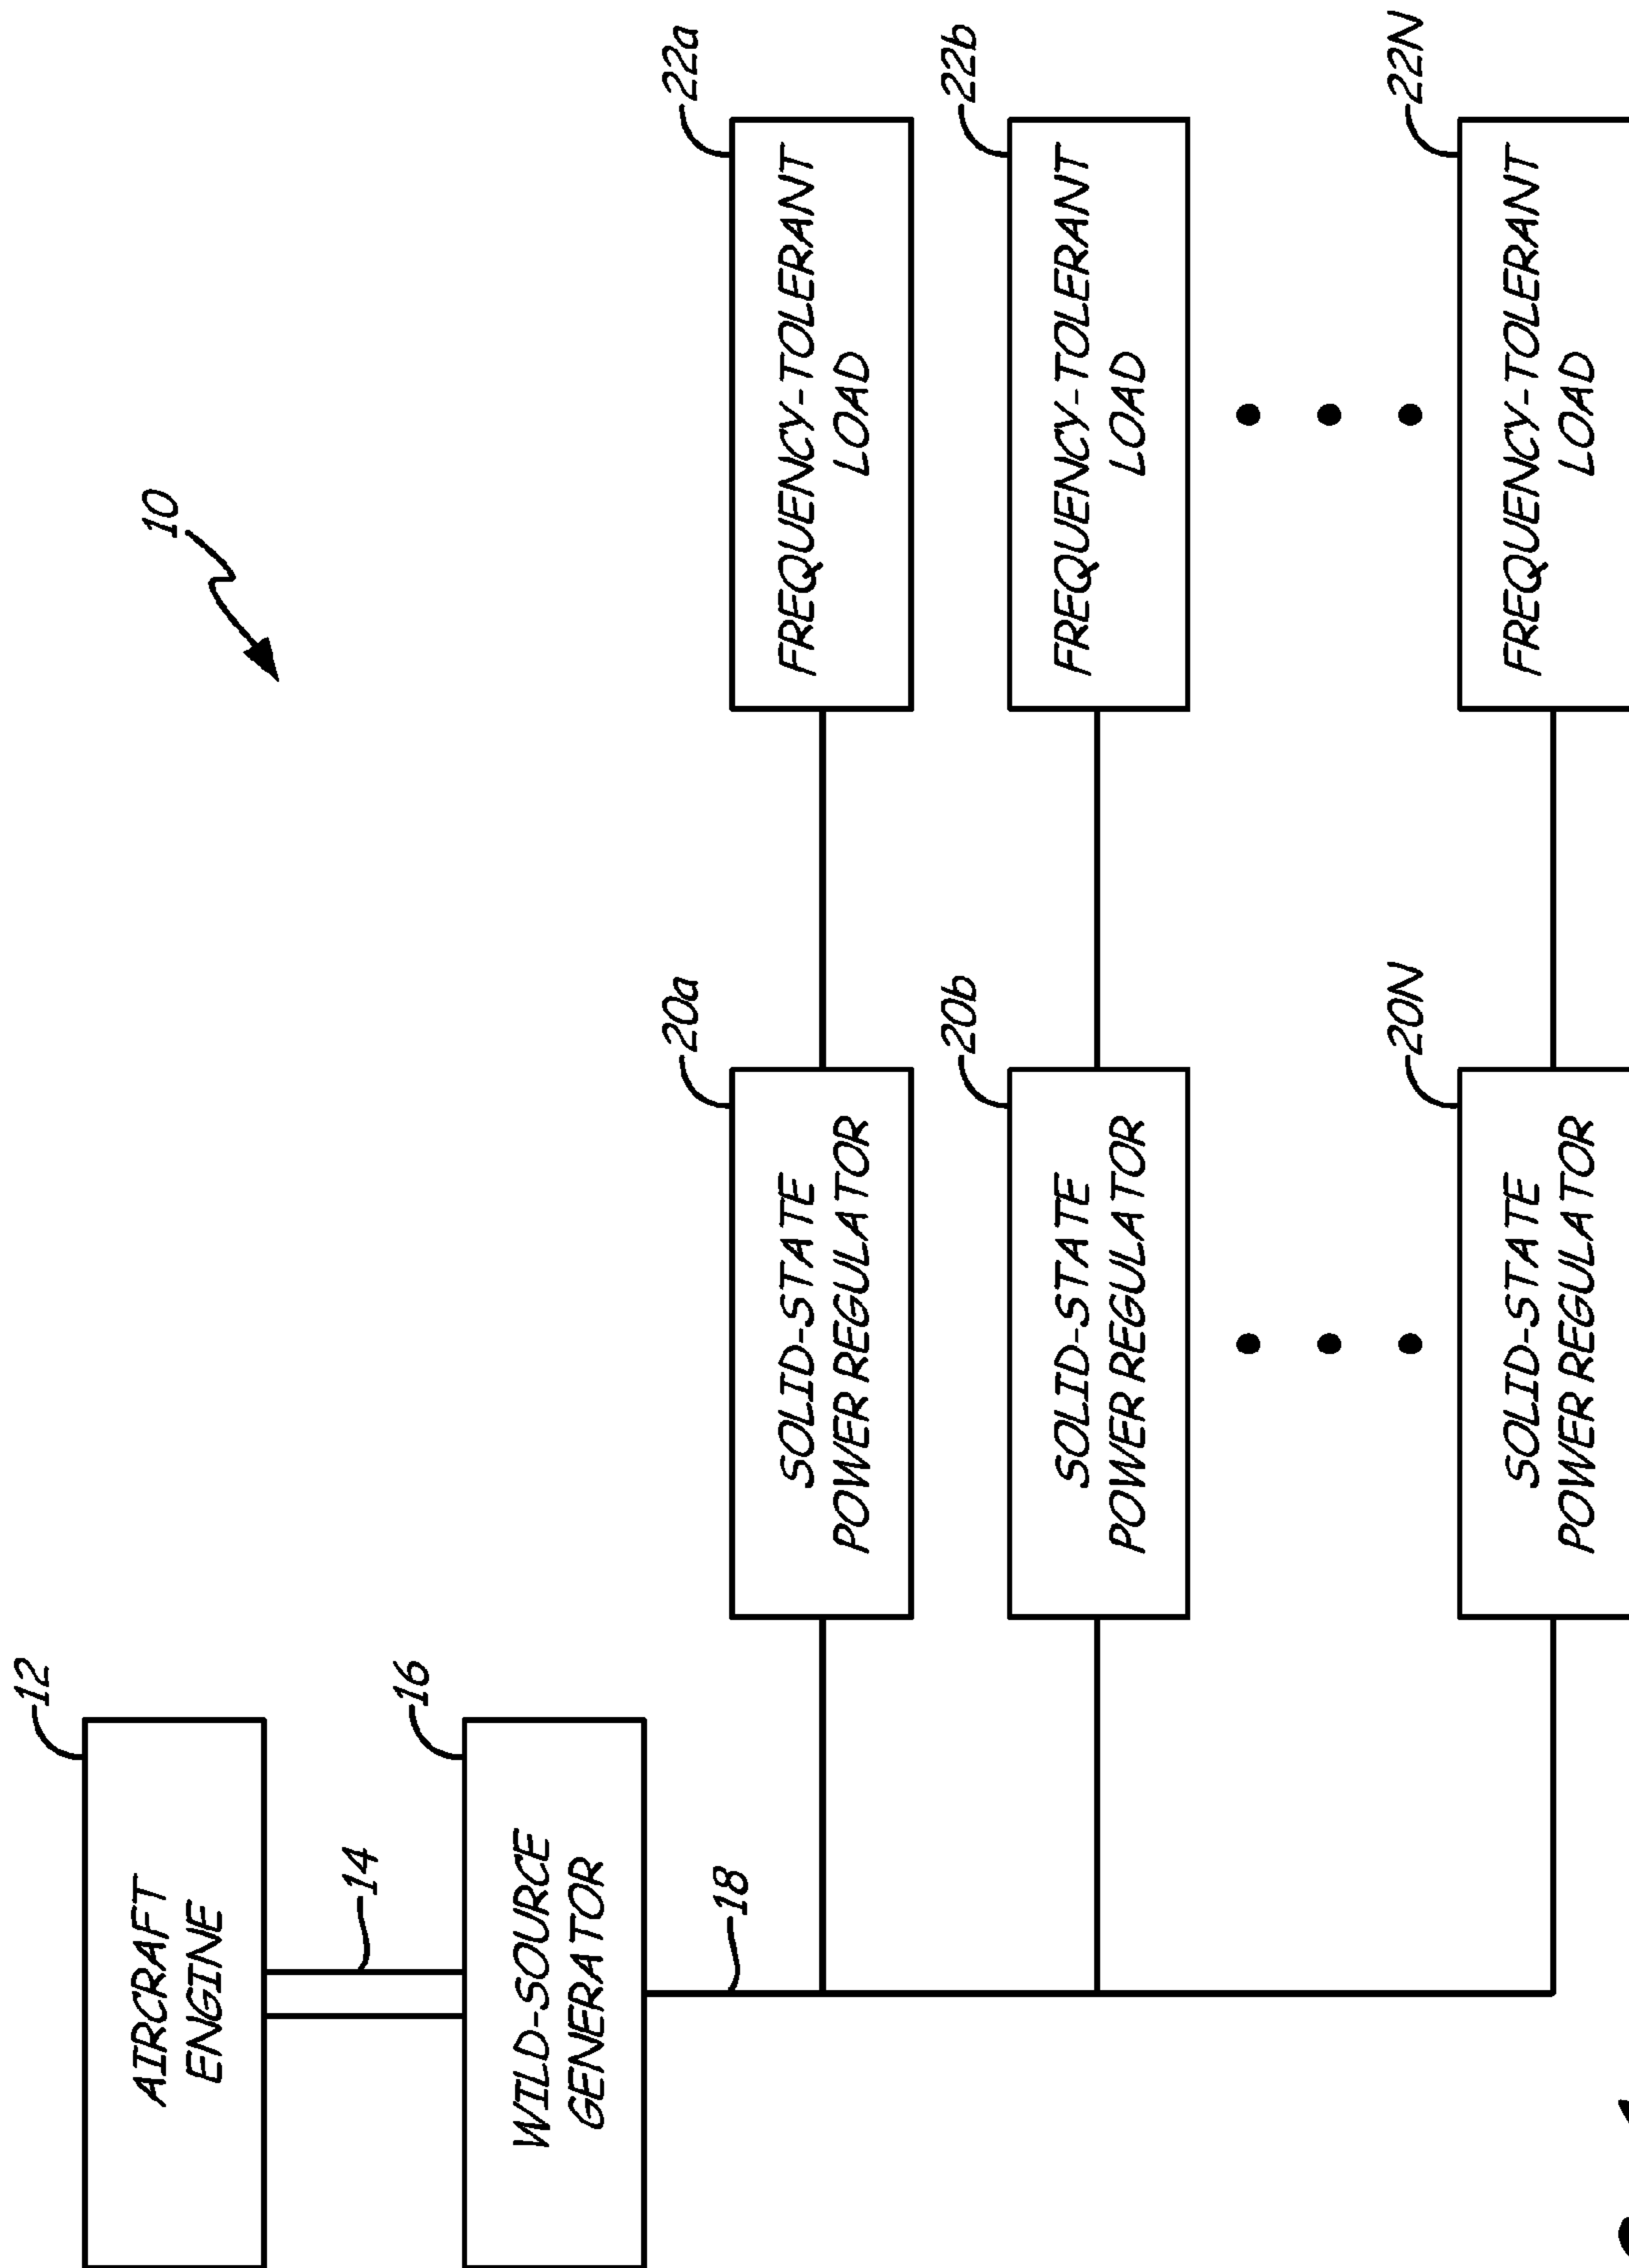 10
12
AIRCRAFT
ENGINE
14
16
WILD-SOURCE
GENERATOR
18
20a
SOLID-STATE
POWER REGULATOR
22a
FREQUENCY-TOLERANT
LOAD
20b
SOLID-STATE
POWER REGULATOR
22b
FREQUENCY-TOLERANT
LOAD
20N
SOLID-STATE
POWER REGULATOR
22N
FREQUENCY-TOLERANT
LOAD